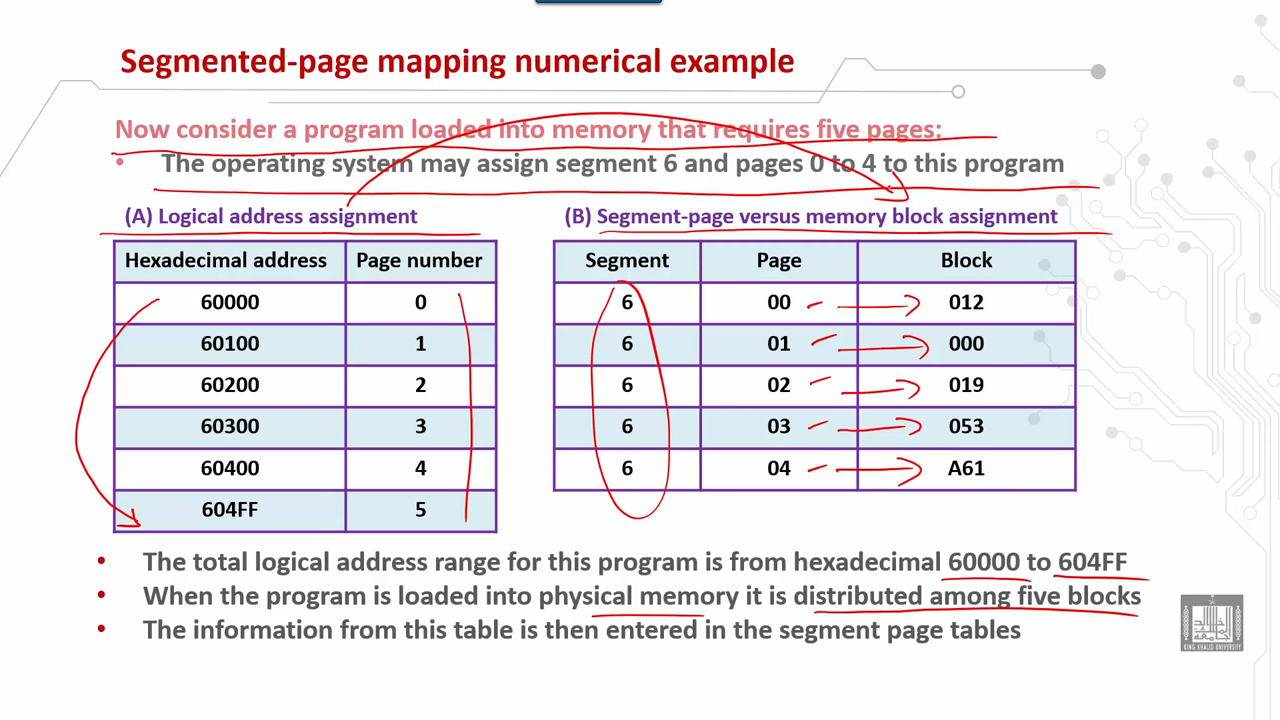 Segmented-page mapping numerical example
Now consider a program loaded into memory that requires five pages:
• The operating system may assign segment 6 and pages 0 to 4 to this program
(A) Logical address assignment
Hexadecimal address Page number
60000 0
60100 1
60200 2
60300 3
60400 4
604FF 5
(B) Segment-page versus memory block assignment
Segment Page Block
6 00 012
6 01 000
6 02 019
6 03 053
6 04 A61
• The total logical address range for this program is from hexadecimal 60000 to 604FF
• When the program is loaded into physical memory it is distributed among five blocks
• The information from this table is then entered in the segment page tables
KING KHALID UNIVERSITY